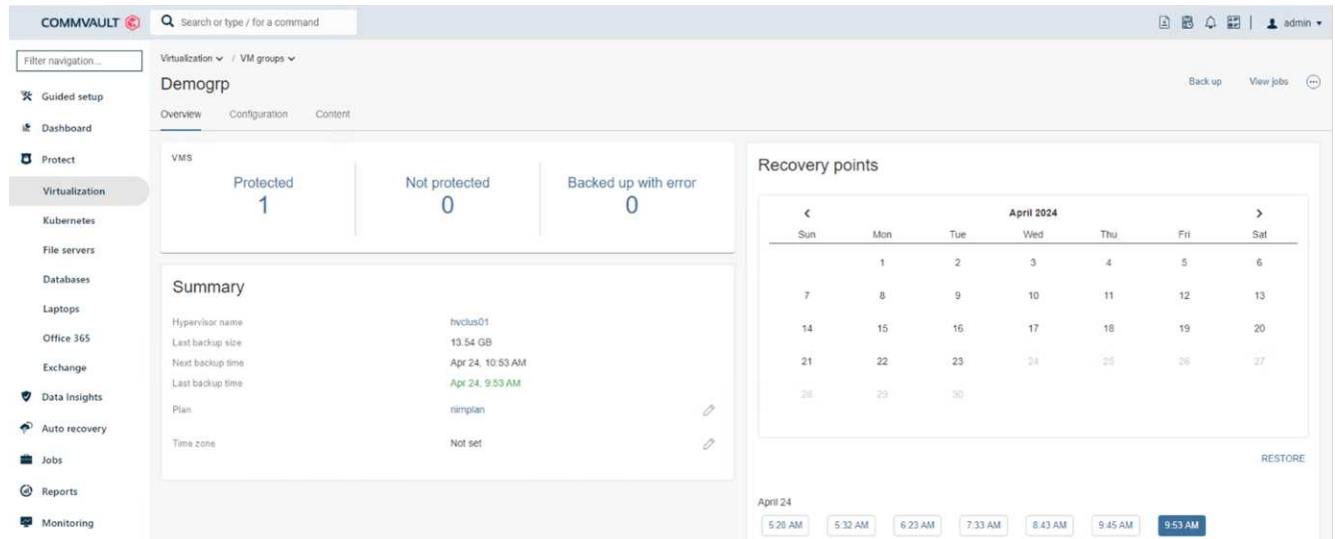 COMMVAULT
Search or type / for a command
admin
Filter navigation...
Guided setup
Dashboard
Protect
Virtualization
Kubernetes
File servers
Databases
Laptops
Office 365
Exchange
Data Insights
Auto recovery
Jobs
Reports
Monitoring
Virtualization / VM groups
Demogrp
Back up View jobs
Overview Configuration Content
VMS
Protected Not protected Backed up with error
1 0 0
Summary
Hypervisor name hvclus01
Last backup size 13.54 GB
Next backup time Apr 24, 10:53 AM
Last backup time Apr 24, 9:53 AM
Plan nimplan
Time zone Not set
Recovery points
April 2024
Sun Mon Tue Wed Thu Fri Sat
1 2 3 4 5 6
7 8 9 10 11 12 13
14 15 16 17 18 19 20
21 22 23 24 25 26 27
28 29 30
RESTORE
April 24
5:20 AM 5:32 AM 6:23 AM 7:33 AM 8:43 AM 9:45 AM 9:53 AM